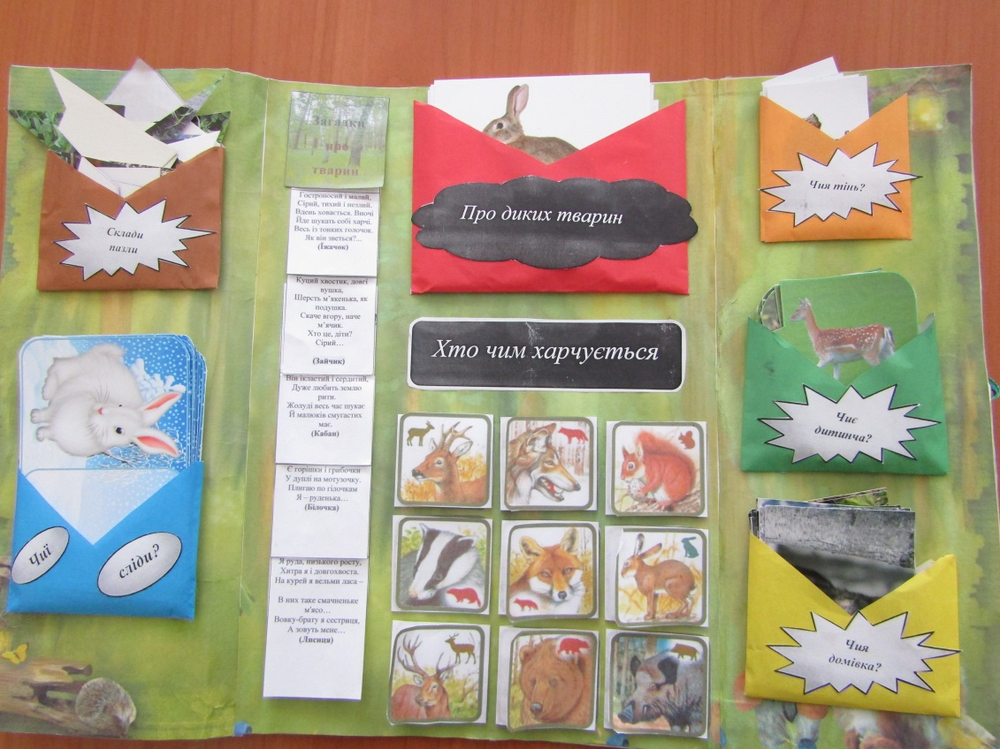 Склади
пазли
Чиї
сліди?
Загадки
про
тварин
Гостроносий і малий,
Сірий, тихий і незлий.
Вдень ховається. Вночі
Йде шукать собі харчі.
Весь із тонких голочок.
Як він зветься?...
(Їжачок)
Куций хвостик, довгі
вушка,
Шерсть м'якенька, як
подушка.
Скаче вгору, наче
м'ячик.
Хто це, діти?
Сірий…
(Зайчик)
Він ікластий і сердитий,
Дуже любить землю
рити.
Жолуді весь час шукає
Й малюків смугастих
має.
(Кабан)
Є горішки і грибочки
У дуплі на мотузочку.
Плигаю по гілочкам
Я – руденька…
(Білочка)
Я руда, низького росту,
Хитра я і довгохвоста.
На курей я вельми ласа –
В них таке смачненьке
м'ясо…
Вовку-брату я сестриця,
А зовуть мене…
(Лисиця)
Про диких тварин
Хто чим харчується
Чия тінь?
Чиє
дитинча?
Чия
домівка?